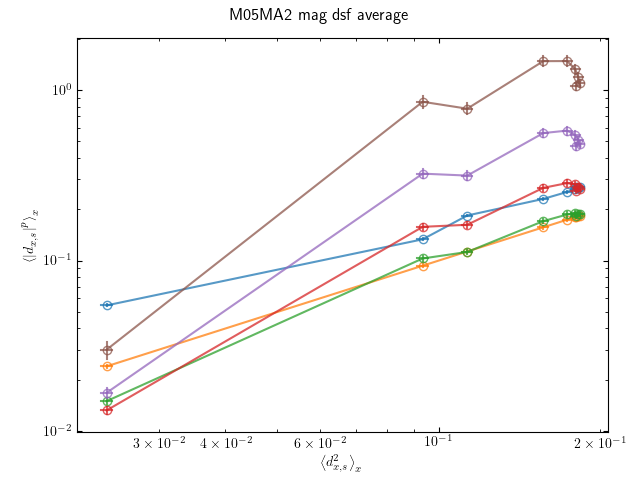 M05MA2 mag dsf average
⟨|d_{x,s}|^p⟩_x
10^0
10^{-1}
10^{-2}
3 × 10^{-2} 4 × 10^{-2} 6 × 10^{-2} 10^{-1} 2 × 10^{-1}
⟨d^2_{x,s}⟩_x